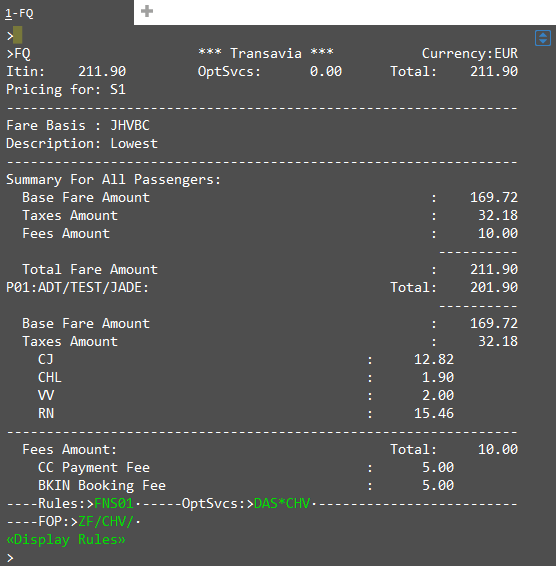 1-FQ
>
>FQ *** Transavia *** Currency:EUR
Itin: 211.90 OptSvcs: 0.00 Total: 211.90
Pricing for: S1
----------------------------------------------------------------
Fare Basis : JHVBC
Description: Lowest
----------------------------------------------------------------
Summary For All Passengers:
Base Fare Amount : 169.72
Taxes Amount : 32.18
Fees Amount : 10.00
----------
Total Fare Amount : 211.90
P01:ADT/TEST/JADE: Total: 201.90
----------
Base Fare Amount : 169.72
Taxes Amount : 32.18
CJ : 12.82
CHL : 1.90
VV : 2.00
RN : 15.46
----------------------------------------------------------------
Fees Amount: Total: 10.00
CC Payment Fee : 5.00
BKIN Booking Fee : 5.00
----Rules:>FNS01·-----OptSvcs:>DAS*CHV·-------------------------
----FOP:>ZF/CHV/·
«Display Rules»
>